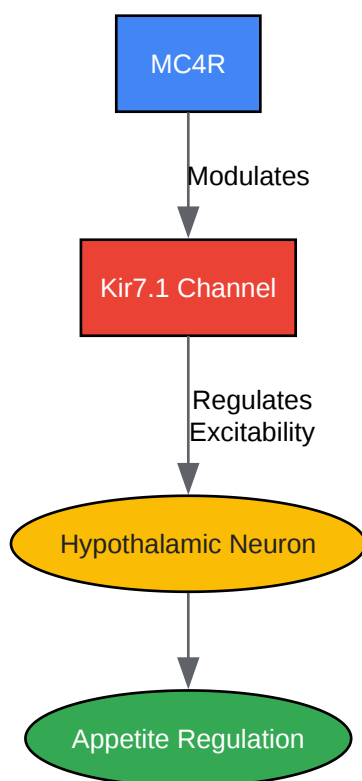 MC4R
Modulates
Kir7.1 Channel
Regulates
Excitability
Hypothalamic Neuron
Appetite Regulation